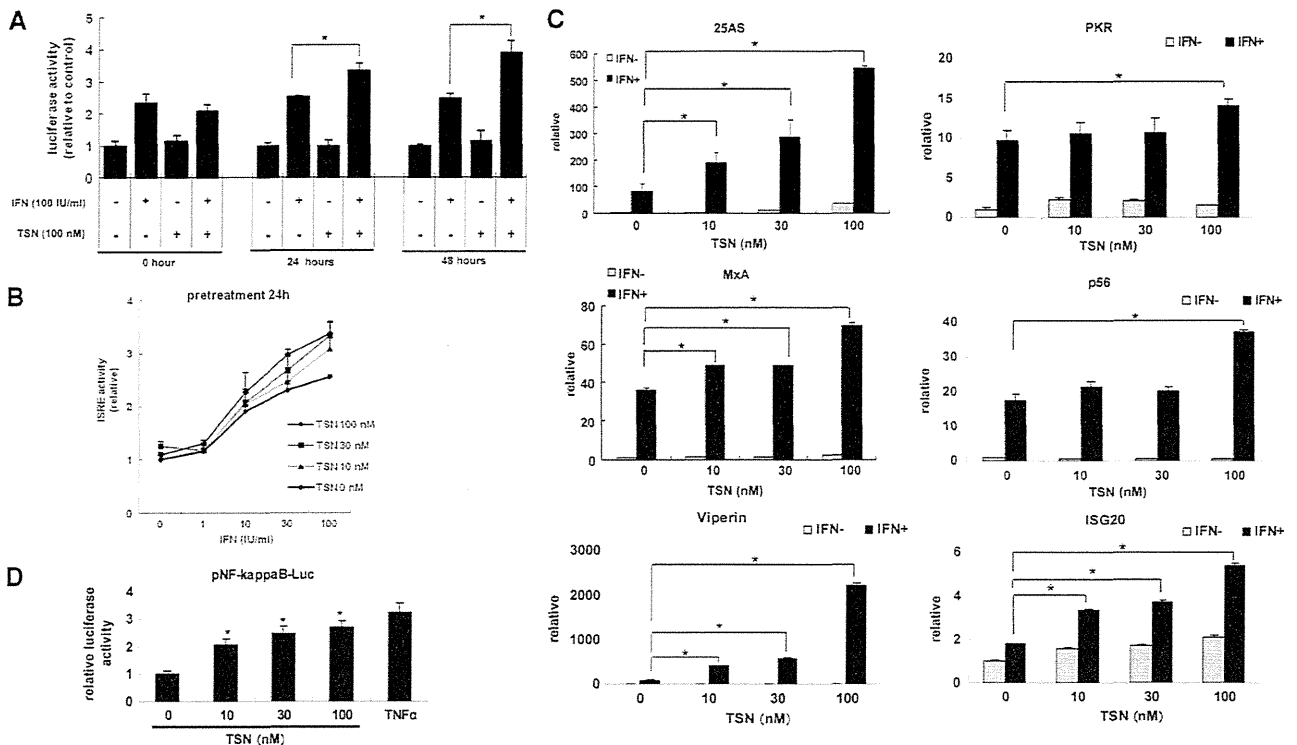 A
luciferase activity
(relative to control)
5
4
3
2
1
0
*
*
IFN (100 IU/ml)
- + - + - + - + - + - +
TSN (100 nM)
- - + + - - + + - - + +
0 hour
24 hours
48 hours
B
pretreatment 24h
ISRE activity
(relative)
4
3
2
1
0
TSN 100 nM
TSN 30 nM
TSN 10 nM
TSN 0 nM
0 1 10 30 100
IFN (IU/ml)
D
pNF-kappaB-Luc
relative luciferase
activity
4
3
2
1
0
* * *
0 10 30 100 TNFα
TSN (nM)
C
25AS
IFN-
IFN+
relative
600
500
400
300
200
100
0
* * *
0 10 30 100
TSN (nM)
PKR
IFN- IFN+
relative
20
15
10
5
0
*
0 10 30 100
TSN (nM)
MxA
IFN-
IFN+
relative
80
60
40
20
0
* * *
0 10 30 100
TSN (nM)
p56
IFN- IFN+
relative
40
30
20
10
0
*
0 10 30 100
TSN (nM)
Viperin
IFN- IFN+
relative
3000
2000
1000
0
* * *
0 10 30 100
TSN (nM)
ISG20
IFN- IFN+
relative
6
4
2
0
* * *
0 10 30 100
TSN (nM)